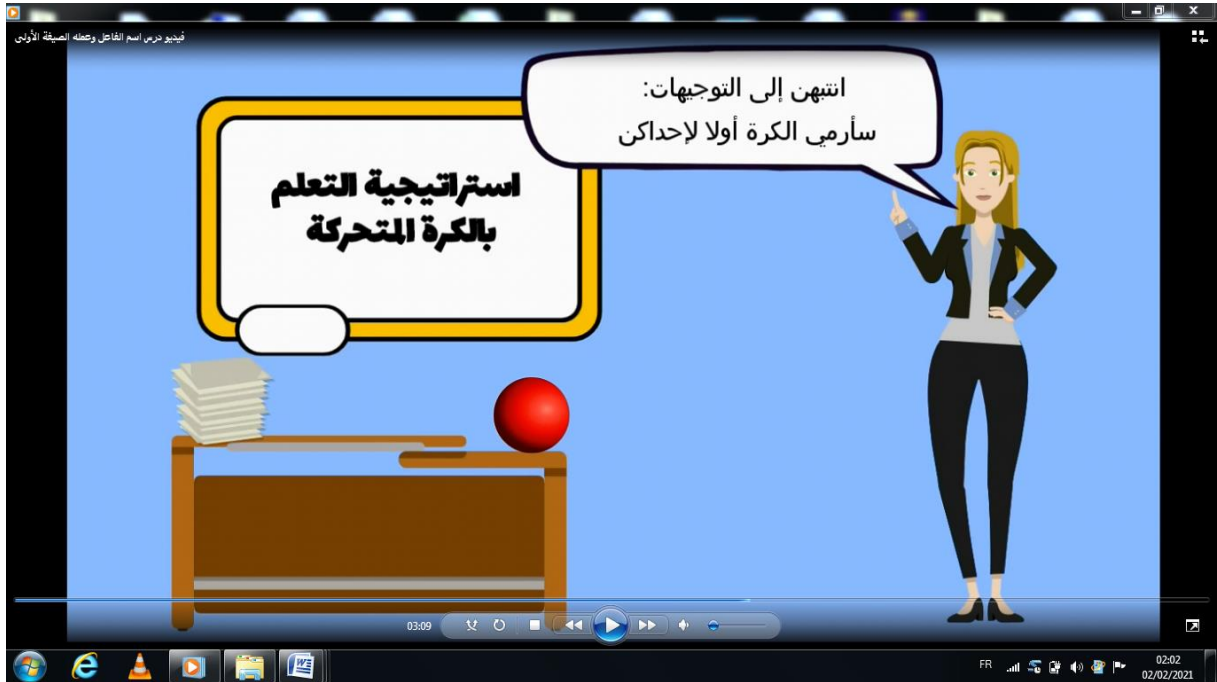 فيديو درس اسم الفاعل وعمله الصيغة الأولى
انتبهن إلى التوجيهات:
سأرمي الكرة أولا لإحداكن
استراتيجية التعلم
بالكرة المتحركة
03:09
FR
02:02
02/02/2021